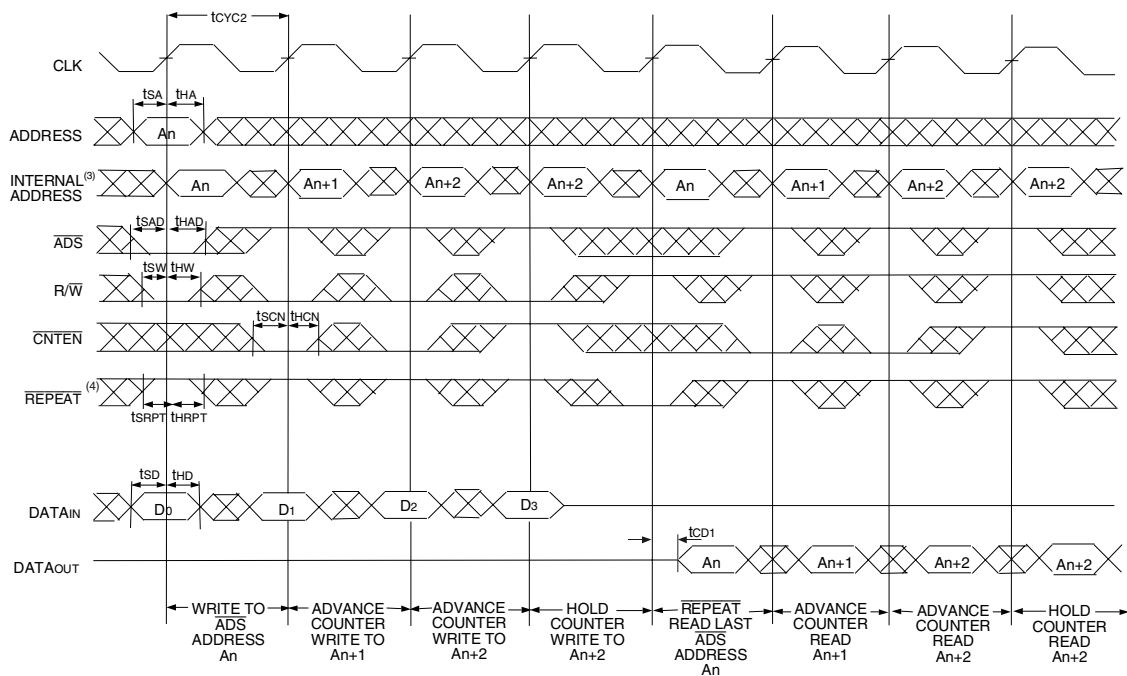 tCYC2
CLK
tSA tHA
ADDRESS An
INTERNAL(3)
ADDRESS
An An+1 An+2 An+2 An An+1 An+2 An+2
tSAD tHAD
ADS
tSW tHW
R/W
tSCN tHCN
CNTEN
REPEAT (4)
tSRPT tHRPT
tSD tHD
DATAIN D0 D1 D2 D3
tCD1
DATAOUT An An+1 An+2 An+2
WRITE TO
ADS
ADDRESS
An
ADVANCE
COUNTER
WRITE TO
An+1
ADVANCE
COUNTER
WRITE TO
An+2
HOLD
COUNTER
WRITE TO
An+2
REPEAT
READ LAST
ADS
ADDRESS
An
ADVANCE
COUNTER
READ
An+1
ADVANCE
COUNTER
READ
An+2
HOLD
COUNTER
READ
An+2